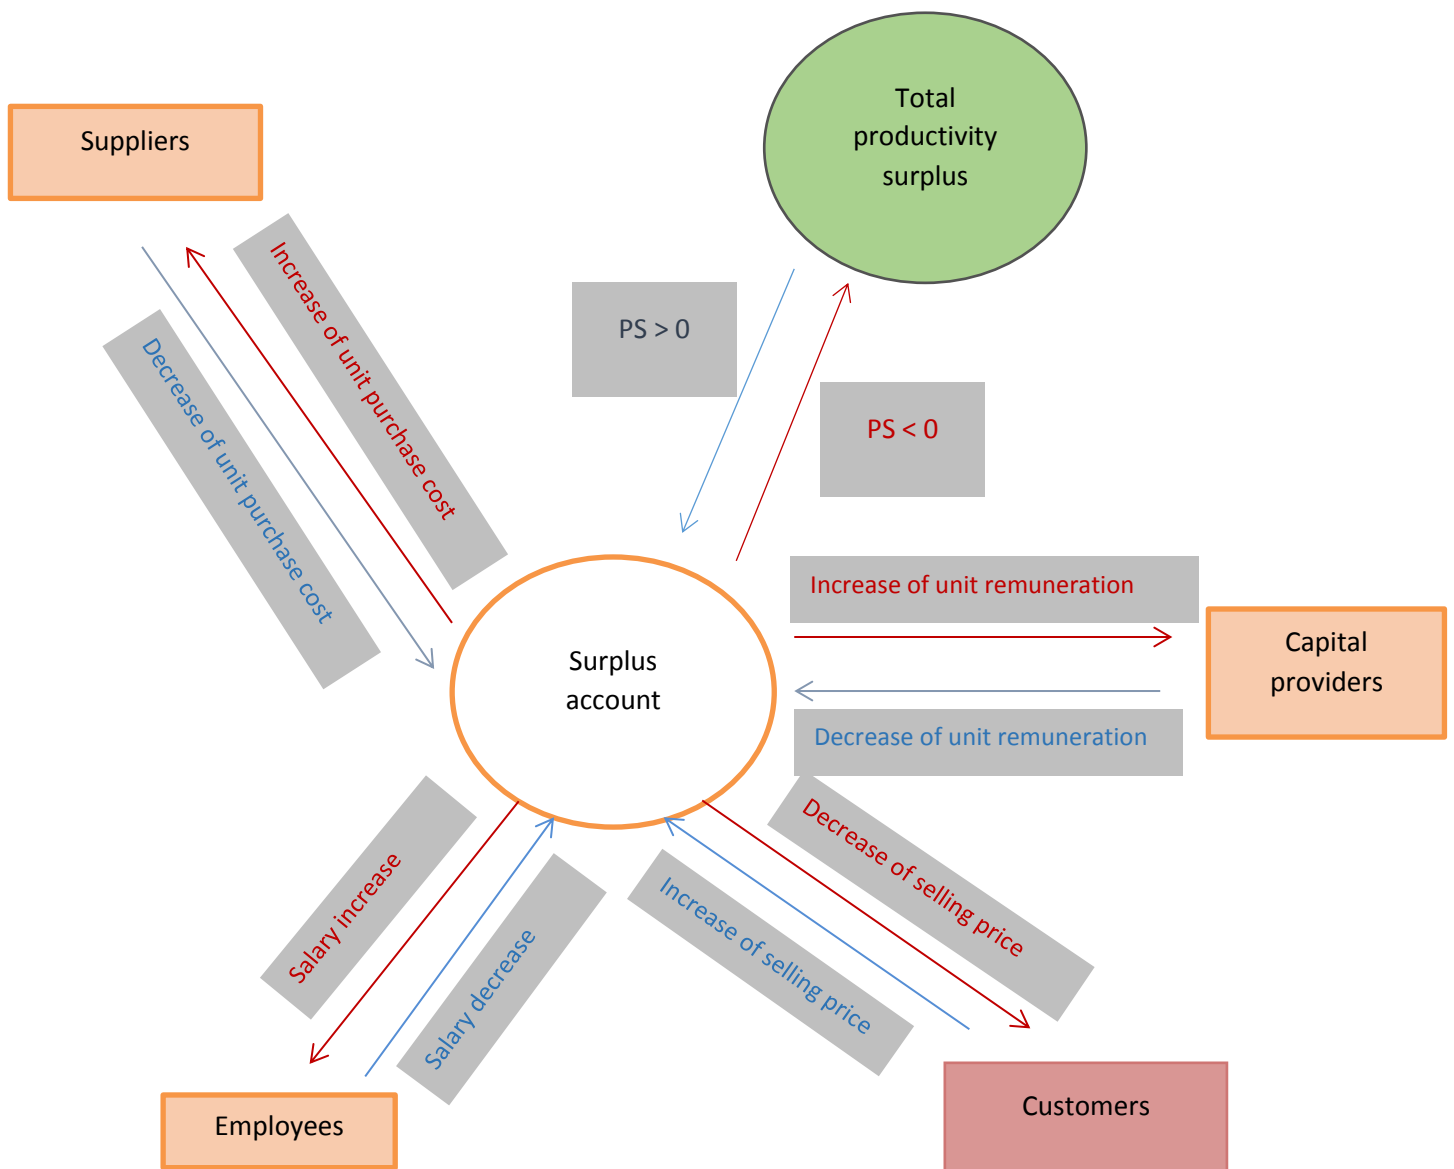 Total
productivity
surplus
Suppliers
Increase of unit purchase cost
Decrease of unit purchase cost
PS > 0
PS < 0
Increase of unit remuneration
Surplus
account
Capital
providers
Decrease of unit remuneration
Decrease of selling price
Increase of selling price
Salary increase
Salary decrease
Employees
Customers